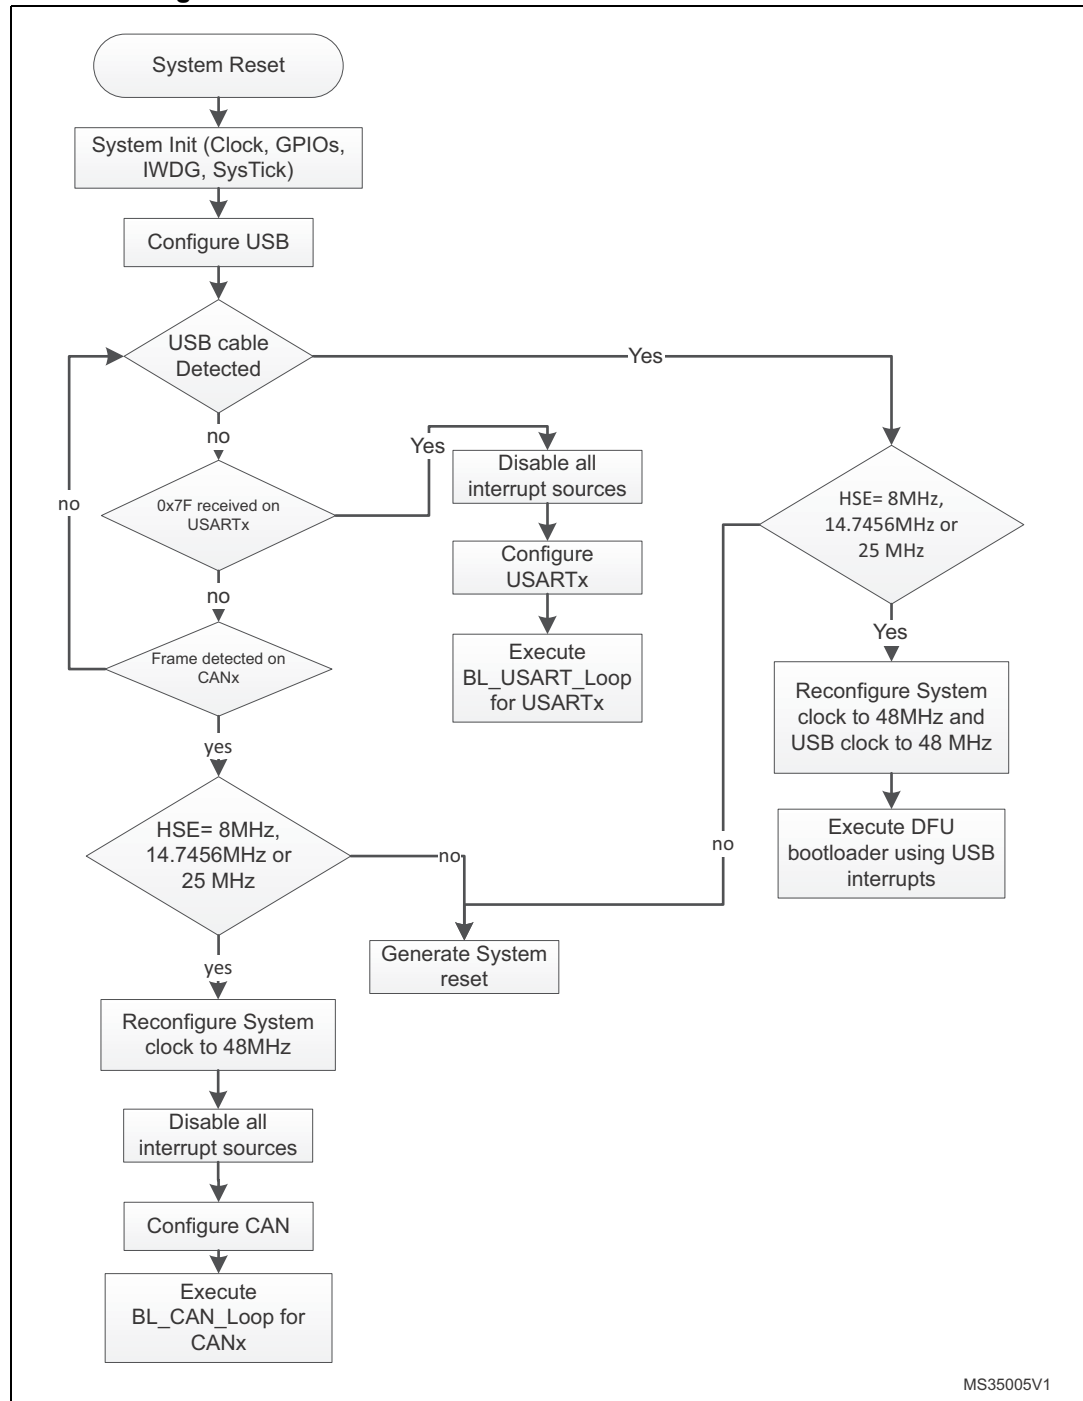 System Reset
System Init (Clock, GPIOs,
IWDG, SysTick)
Configure USB
USB cable
Detected
Yes
no
0x7F received on
USARTx
Yes
Disable all
interrupt sources
Configure
USARTx
Execute
BL_USART_Loop
for USARTx
HSE= 8MHz,
14.7456MHz or
25 MHz
Yes
Reconfigure System
clock to 48MHz and
USB clock to 48 MHz
Execute DFU
bootloader using USB
interrupts
no
no
no
Frame detected on
CANx
yes
HSE= 8MHz,
14.7456MHz or
25 MHz
no
Generate System
reset
yes
Reconfigure System
clock to 48MHz
Disable all
interrupt sources
Configure CAN
Execute
BL_CAN_Loop for
CANx
MS35005V1